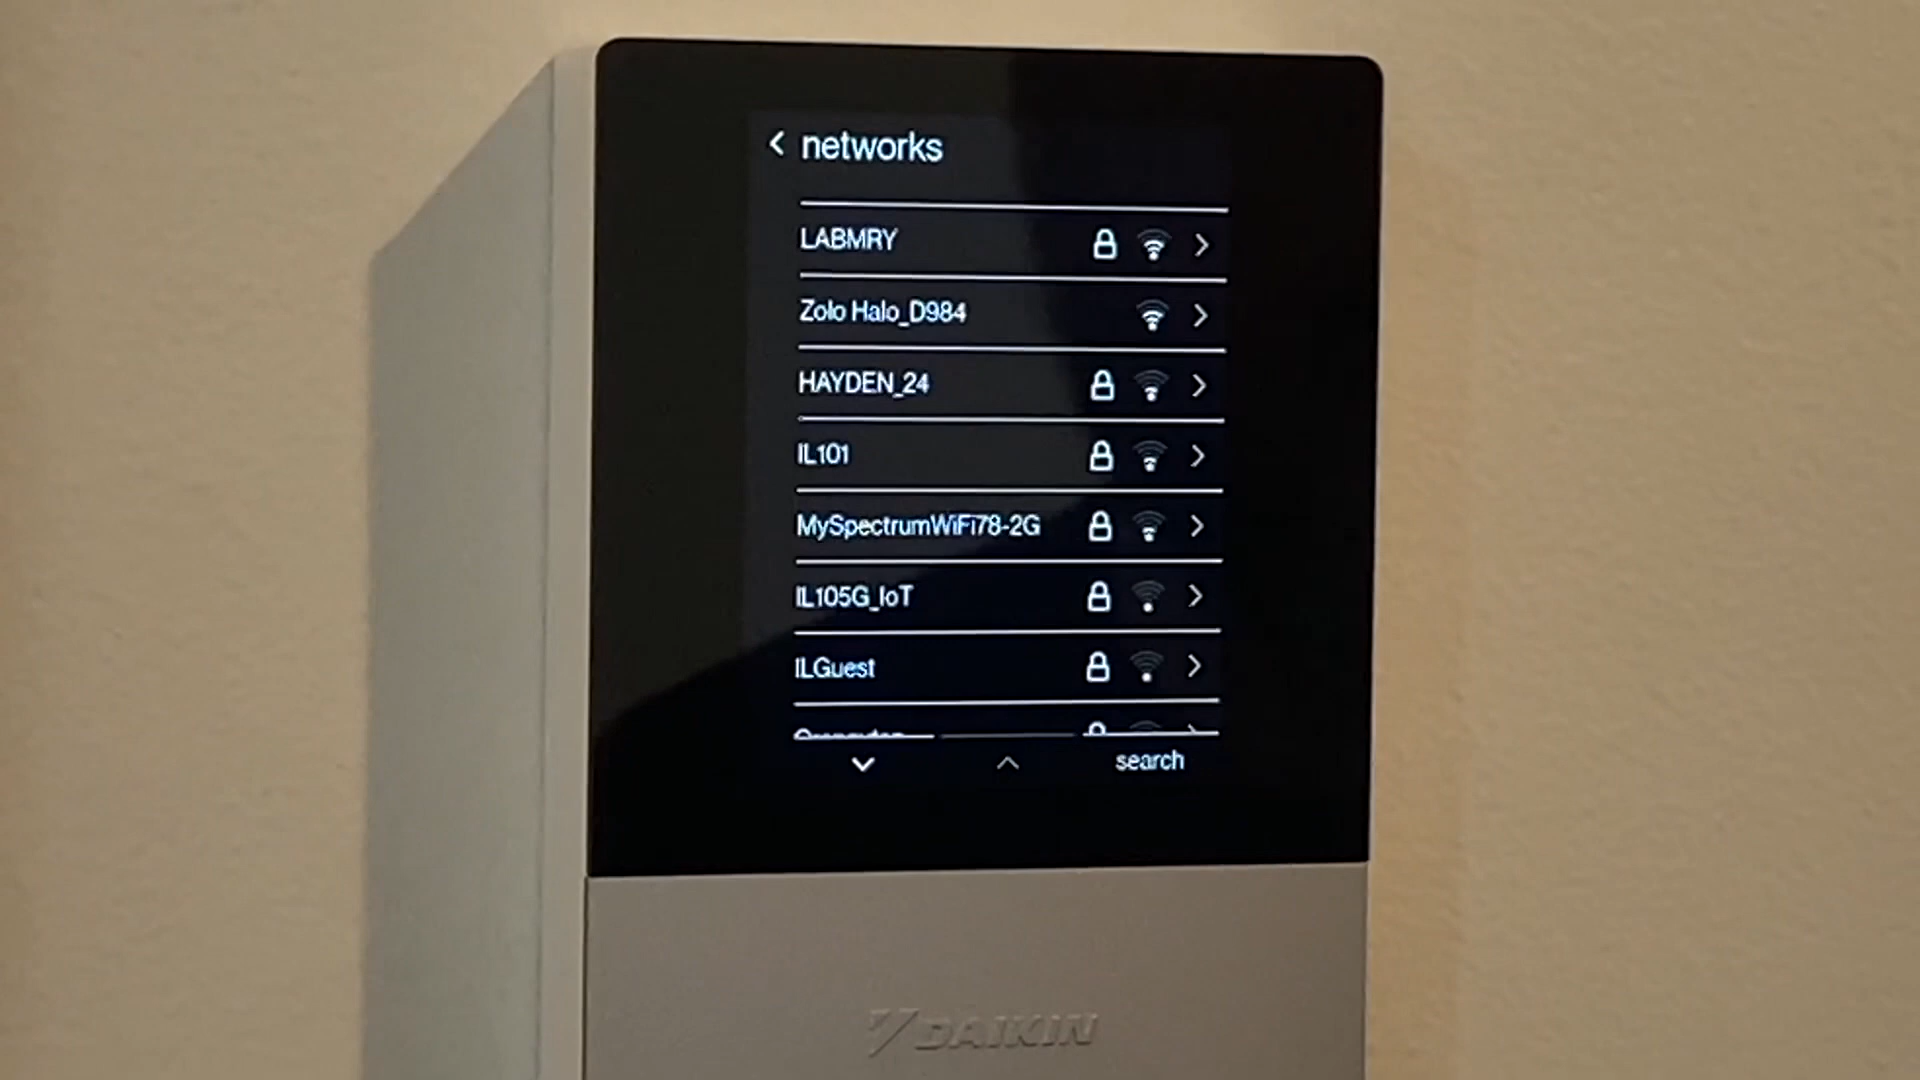 networks
LABMRY
Zolo Halo_D984
HAYDEN_24
IL101
MySpectrumWiFi78-2G
IL105G_IoT
ILGuest
search
DAIKIN